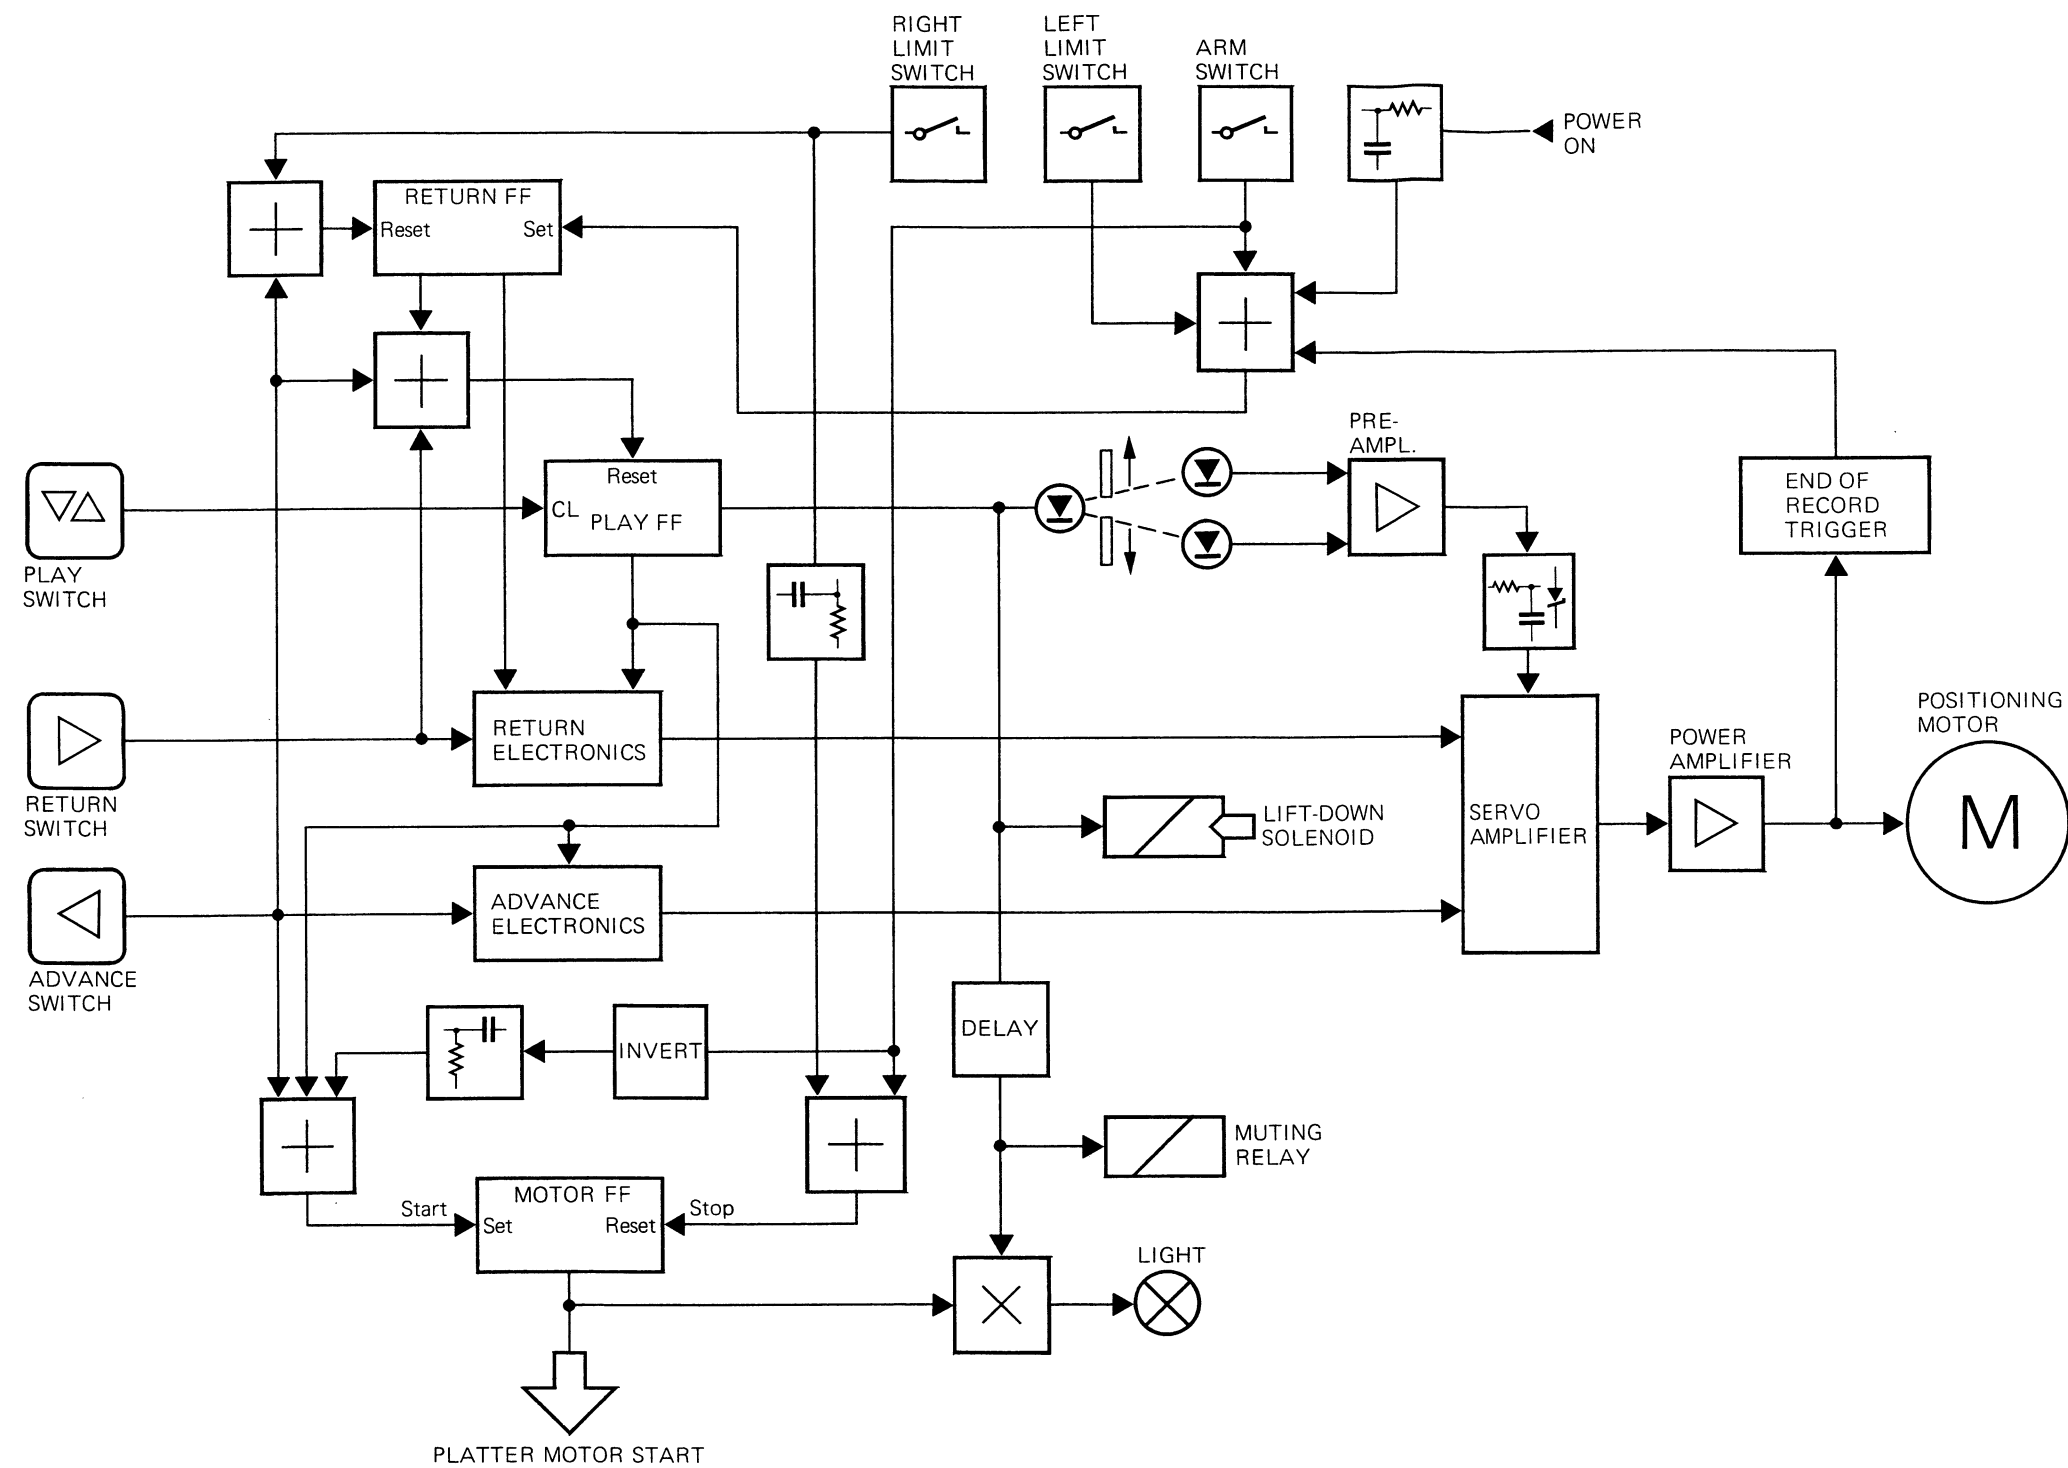 RIGHT
LIMIT
SWITCH
LEFT
LIMIT
SWITCH
ARM
SWITCH
POWER
ON
RETURN FF
Reset
Set
PRE-
AMPL.
Reset
CL
PLAY FF
END OF
RECORD
TRIGGER
PLAY
SWITCH
RETURN
ELECTRONICS
POSITIONING
MOTOR
POWER
AMPLIFIER
RETURN
SWITCH
LIFT-DOWN
SOLENOID
SERVO
AMPLIFIER
M
ADVANCE
ELECTRONICS
ADVANCE
SWITCH
DELAY
INVERT
MUTING
RELAY
MOTOR FF
Start
Set
Reset
Stop
LIGHT
PLATTER MOTOR START